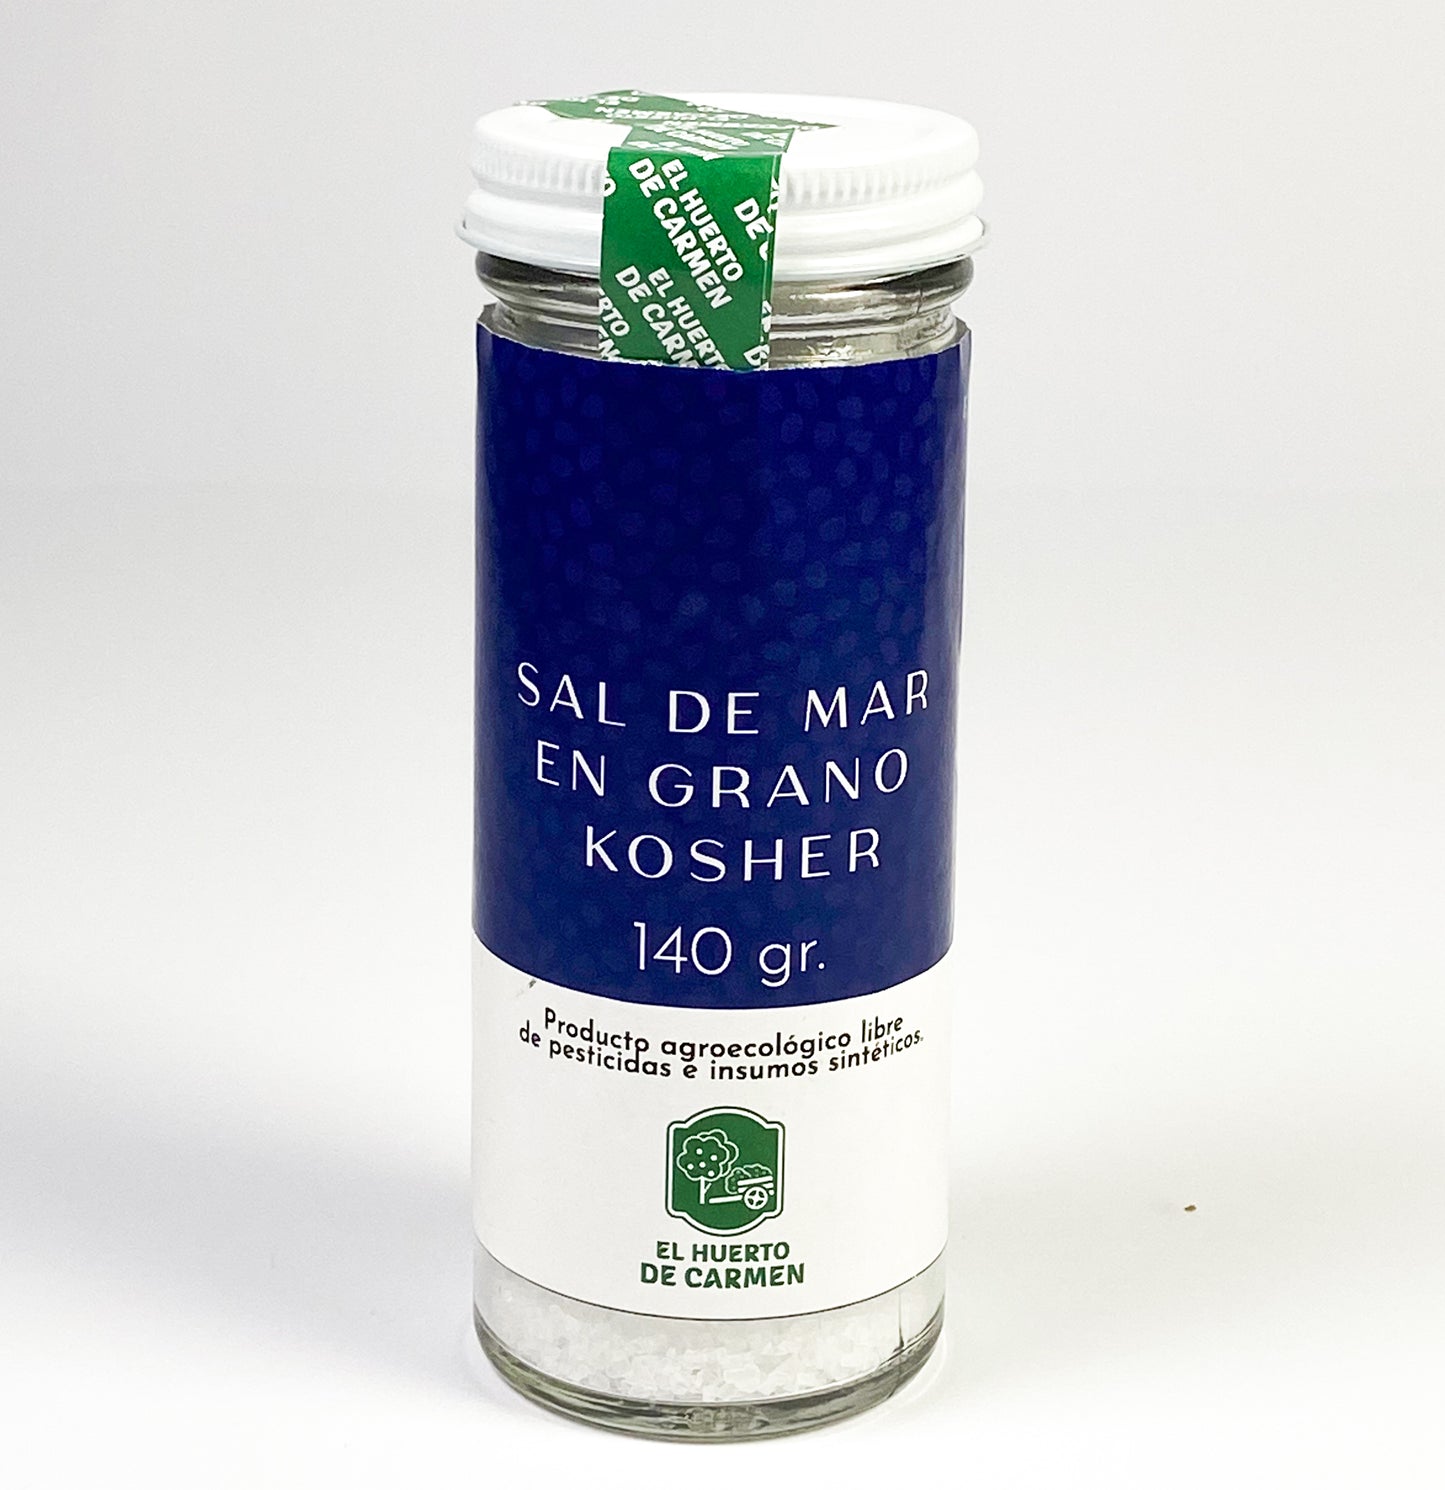 EL HUERTO
DE CARMEN
EL HUERTO
DE CARMEN
SAL DE MAR
EN GRANO
KOSHER
140 gr.
Producto agroecológico libre
de pesticidas e insumos sintéticos.
EL HUERTO
DE CARMEN